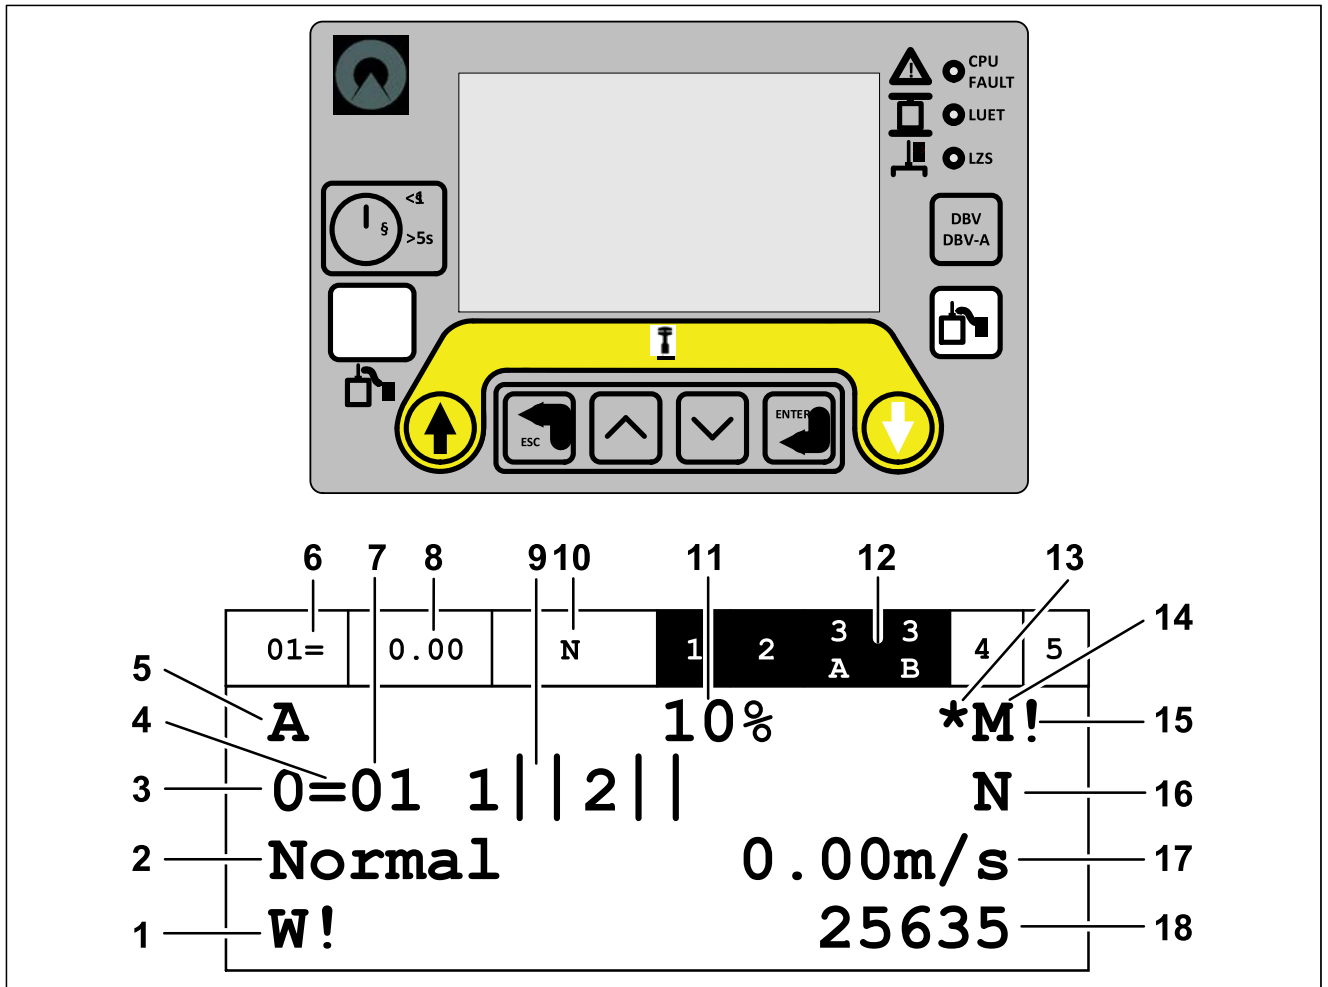 CPU
FAULT
LUET
LZS
§
>5s
DBV
DBV-A
ESC
ENTER
6 7 8 9 10 11 12 13
14
01= 0.00 N 1 2 3 A 3 B 4 5
5 A 10% *M! 15
4
3 0=01 1||2|| N 16
2 Normal 0.00m/s 17
1 W! 25635 18